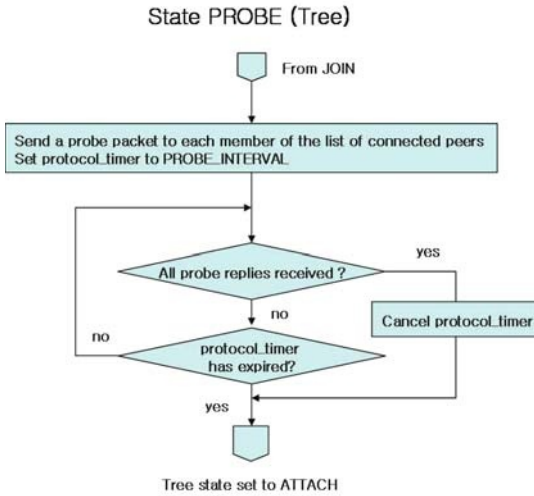 State PROBE (Tree)
From JOIN
Send a probe packet to each member of the list of connected peers
Set protocol_timer to PROBE_INTERVAL
All probe replies received ?
yes
no
Cancel protocol_timer
no
protocol_timer
has expired?
yes
Tree state set to ATTACH